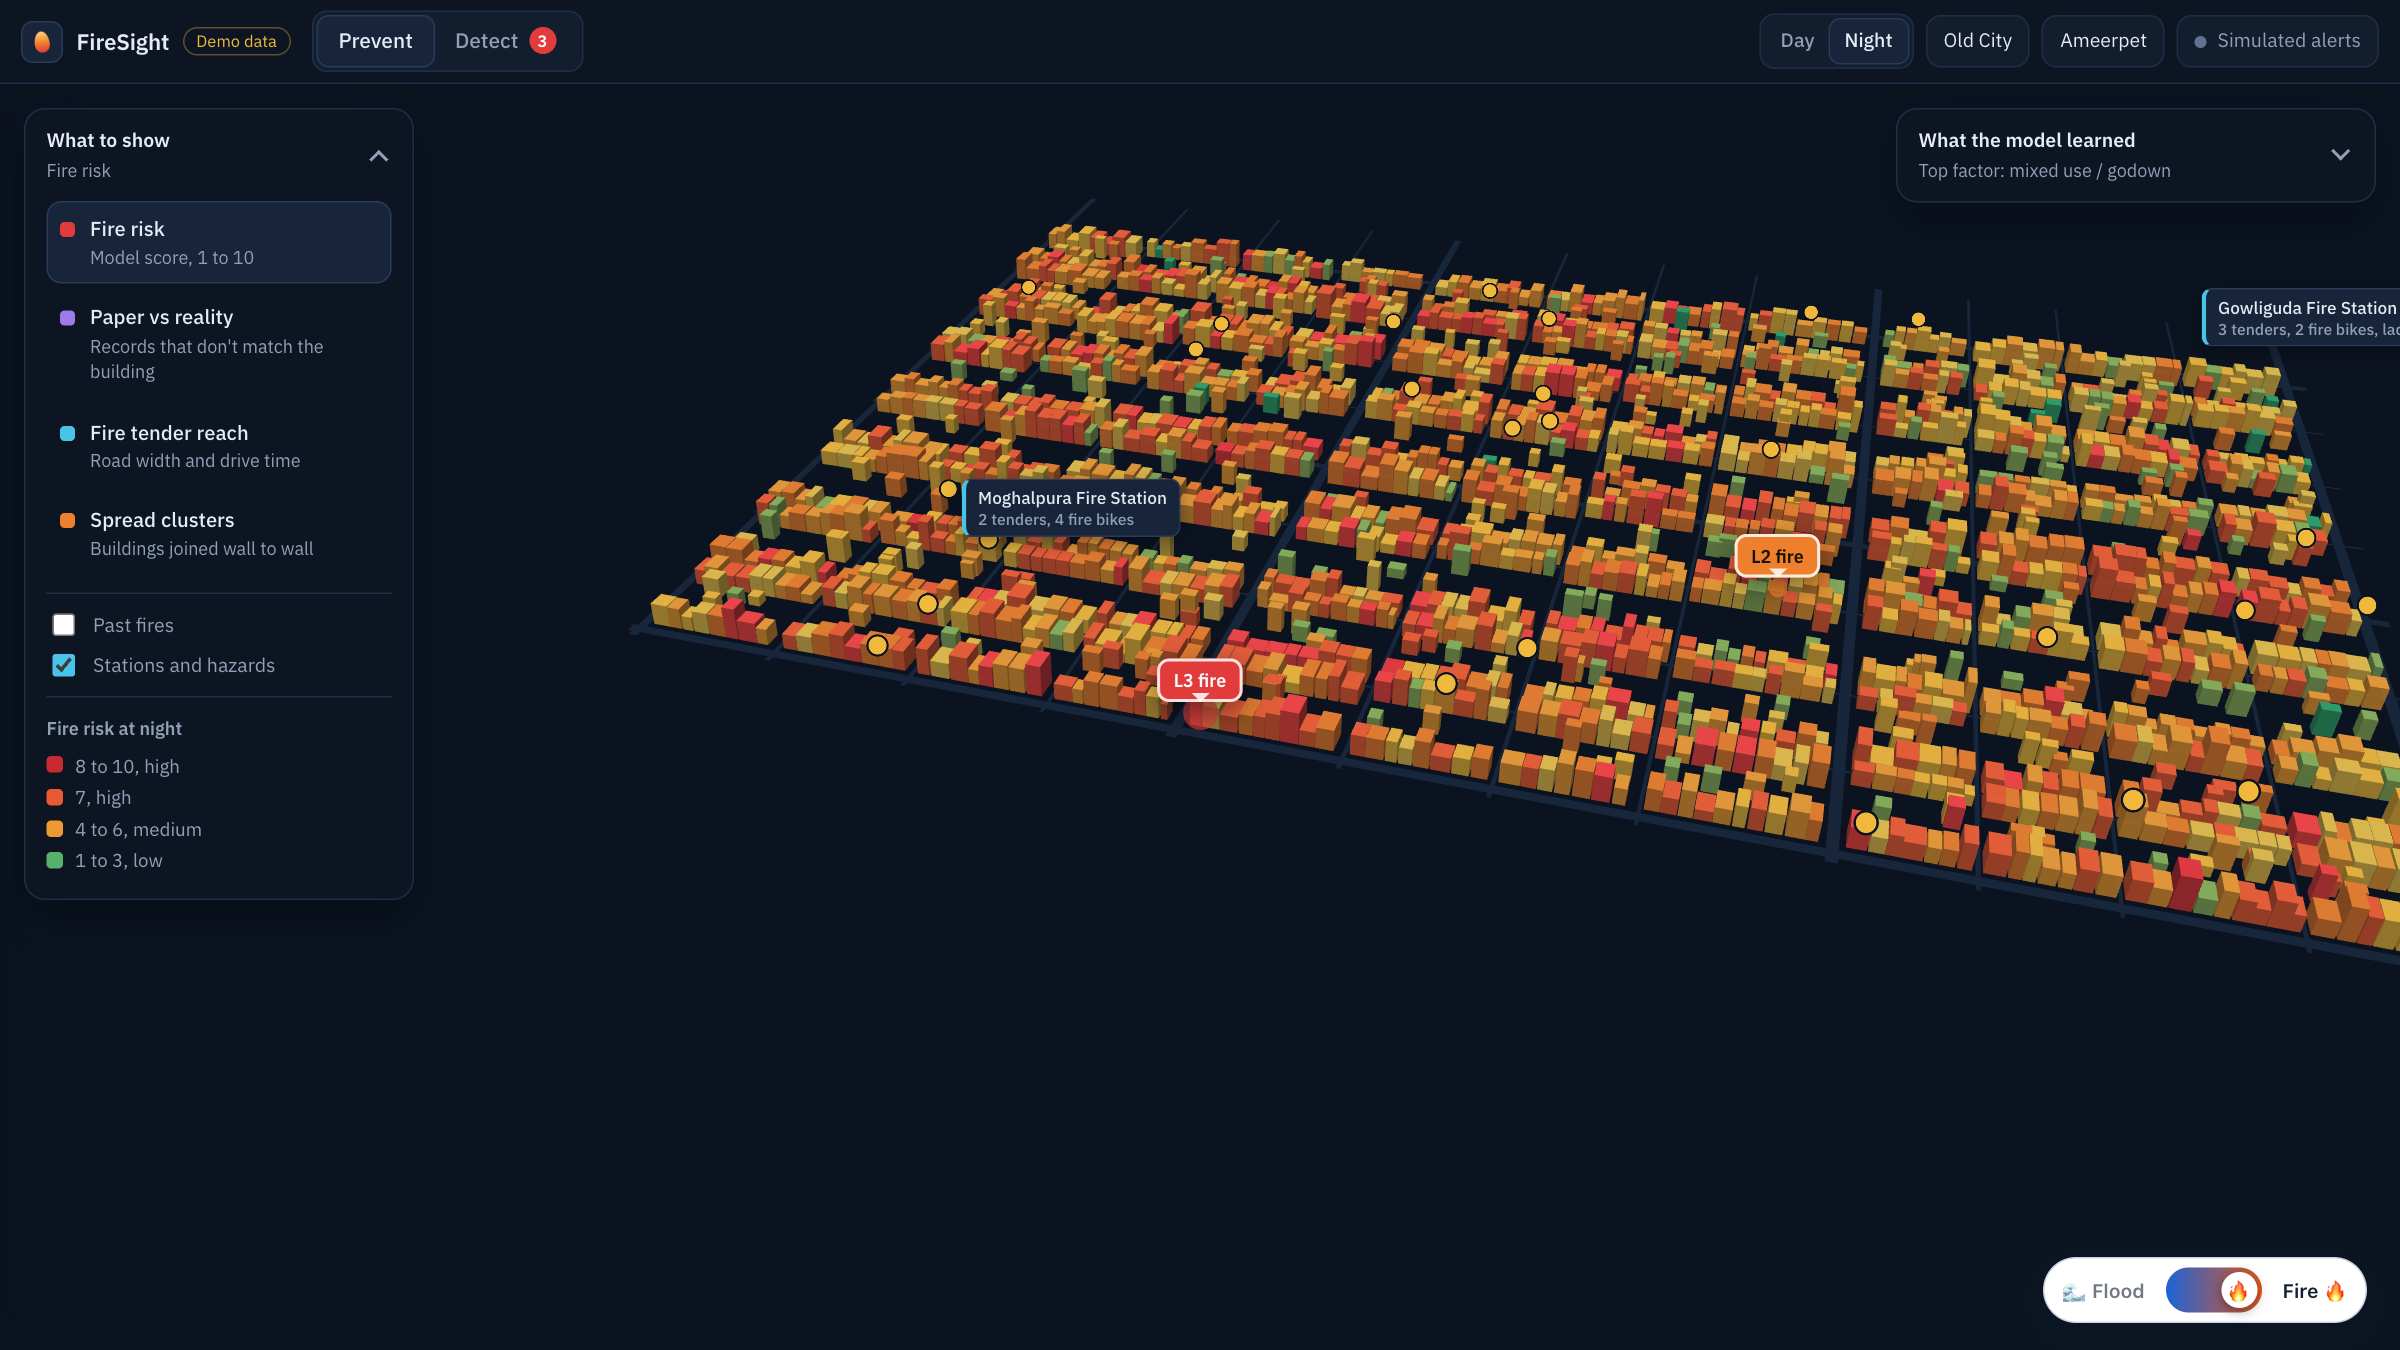 FireSight
Demo data
Prevent
Detect 3
Day
Night
Old City
Ameerpet
Simulated alerts
What to show
Fire risk
Fire risk
Model score, 1 to 10
Paper vs reality
Records that don't match the
building
Fire tender reach
Road width and drive time
Spread clusters
Buildings joined wall to wall
Past fires
Stations and hazards
Fire risk at night
8 to 10, high
7, high
4 to 6, medium
1 to 3, low
What the model learned
Top factor: mixed use / godown
Gowliguda Fire Station
3 tenders, 2 fire bikes,
Moghalpura Fire Station
2 tenders, 4 fire bikes
L2 fire
L3 fire
Flood
Fire